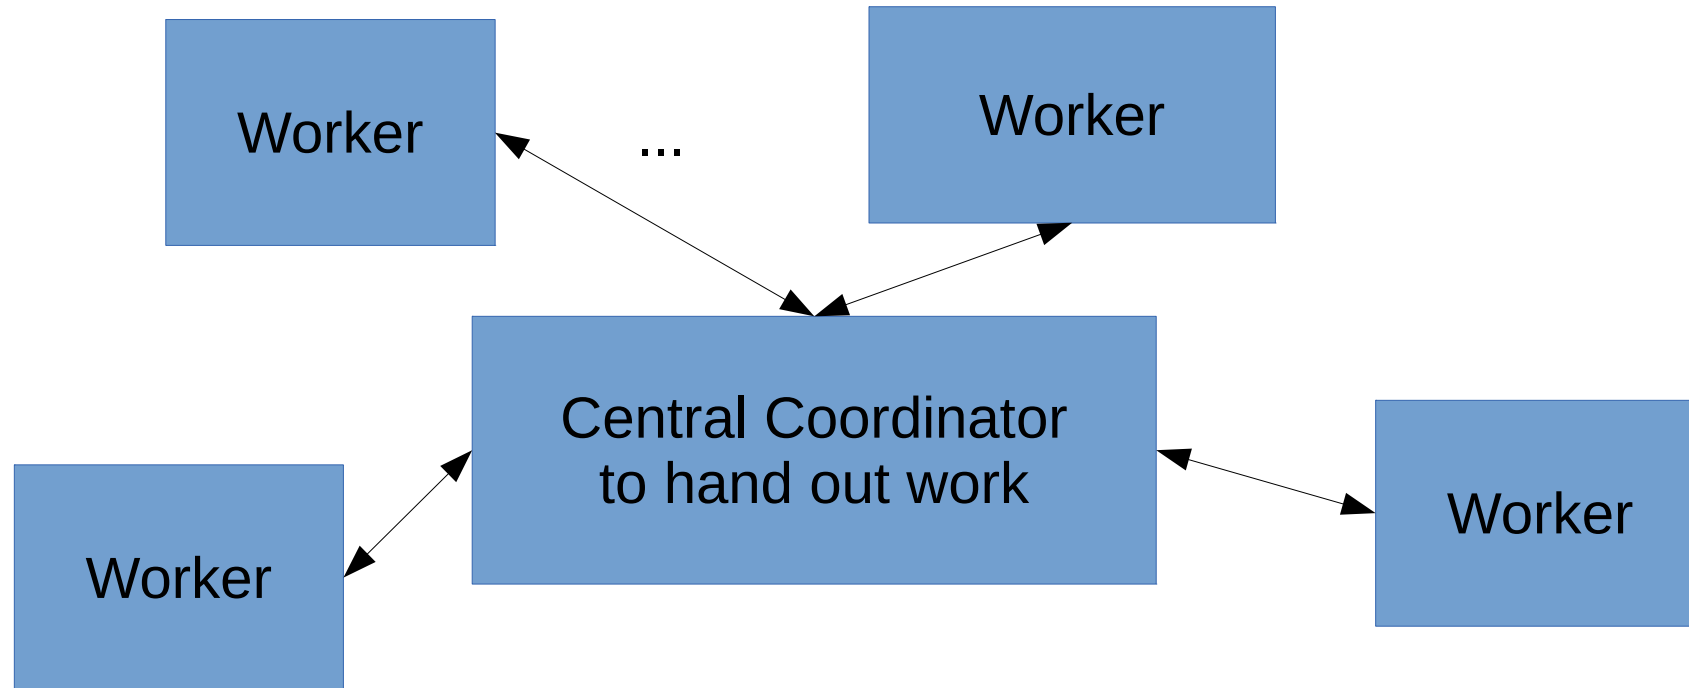 Worker
...
Worker
Central Coordinator
to hand out work
Worker
Worker